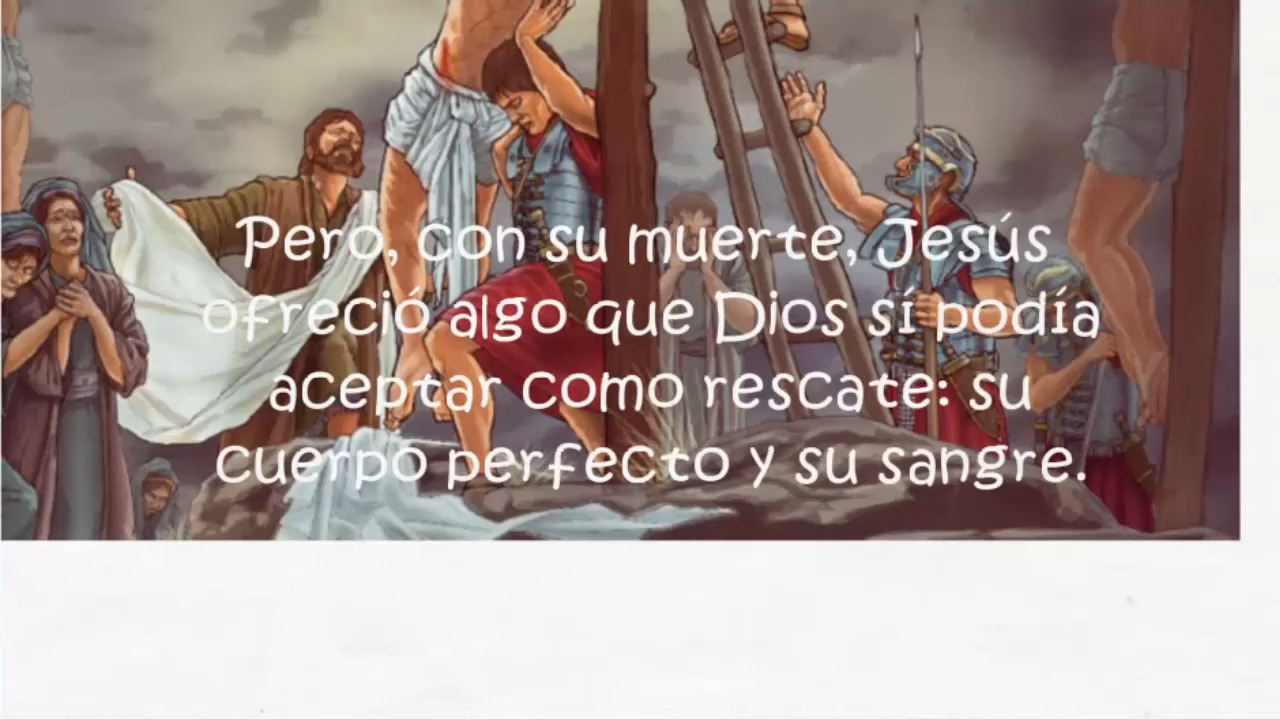 Pero, con su muerte, Jesús
ofreció algo que Dios sí podía
aceptar como rescate: su
cuerpo perfecto y su sangre.